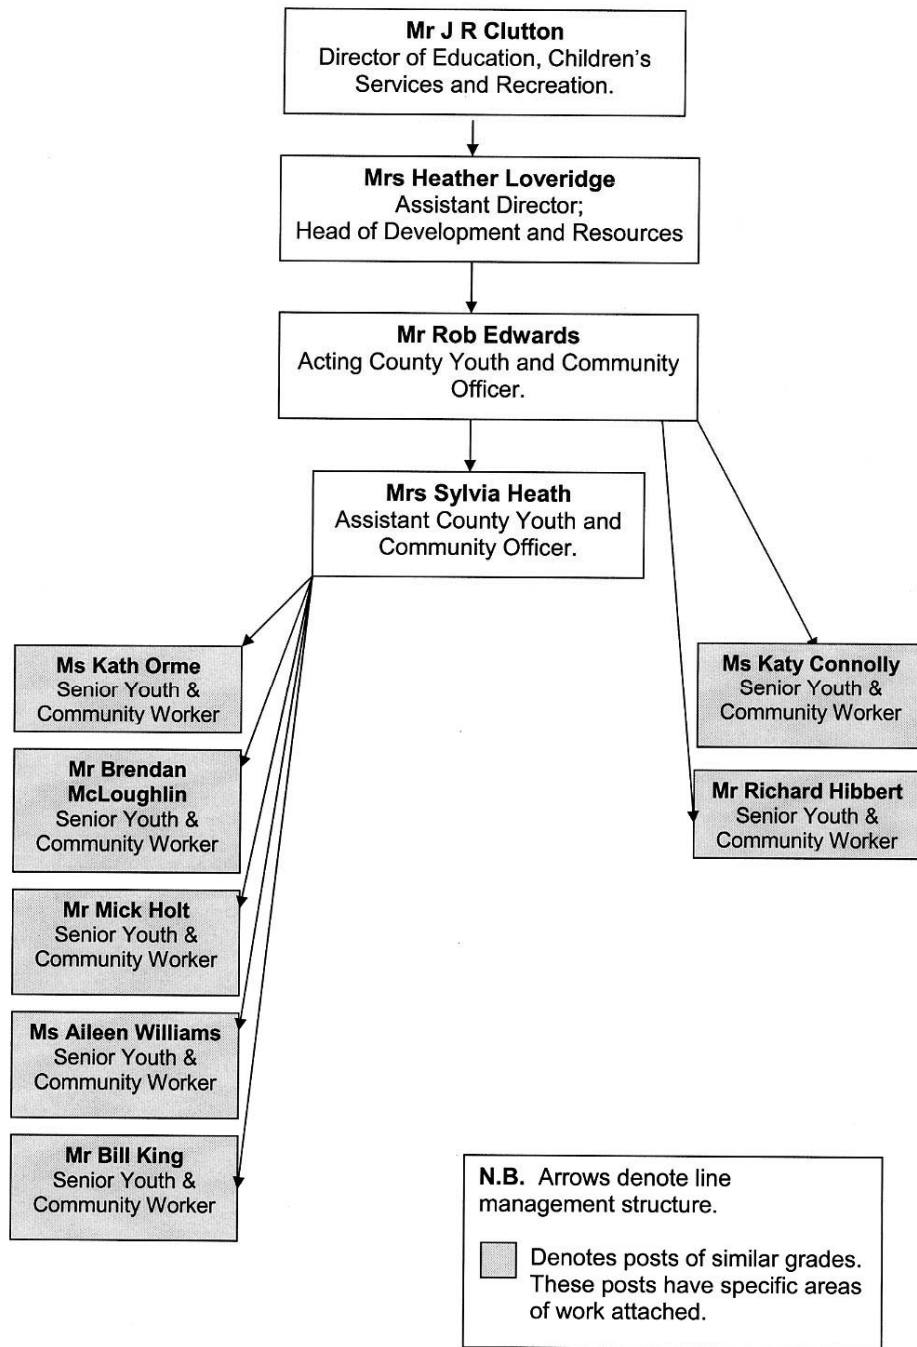 Mr J R Clutton
Director of Education, Children's
Services and Recreation.
Mrs Heather Loveridge
Assistant Director;
Head of Development and Resources
Mr Rob Edwards
Acting County Youth and Community
Officer.
Mrs Sylvia Heath
Assistant County Youth and
Community Officer.
Ms Kath Orme
Senior Youth &
Community Worker
Mr Brendan
McLoughlin
Senior Youth &
Community Worker
Mr Mick Holt
Senior Youth &
Community Worker
Ms Aileen Williams
Senior Youth &
Community Worker
Mr Bill King
Senior Youth &
Community Worker
Ms Katy Connolly
Senior Youth &
Community Worker
Mr Richard Hibbert
Senior Youth &
Community Worker
N.B. Arrows denote line
management structure.
Denotes posts of similar grades.
These posts have specific areas
of work attached.